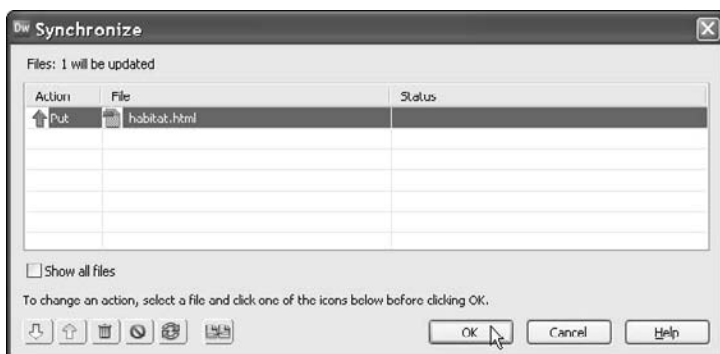 Dw Synchronize
Files: 1 will be updated
Action File Status
Put habitat.html
Show all files
To change an action, select a file and click one of the icons below before clicking OK.
OK Cancel Help